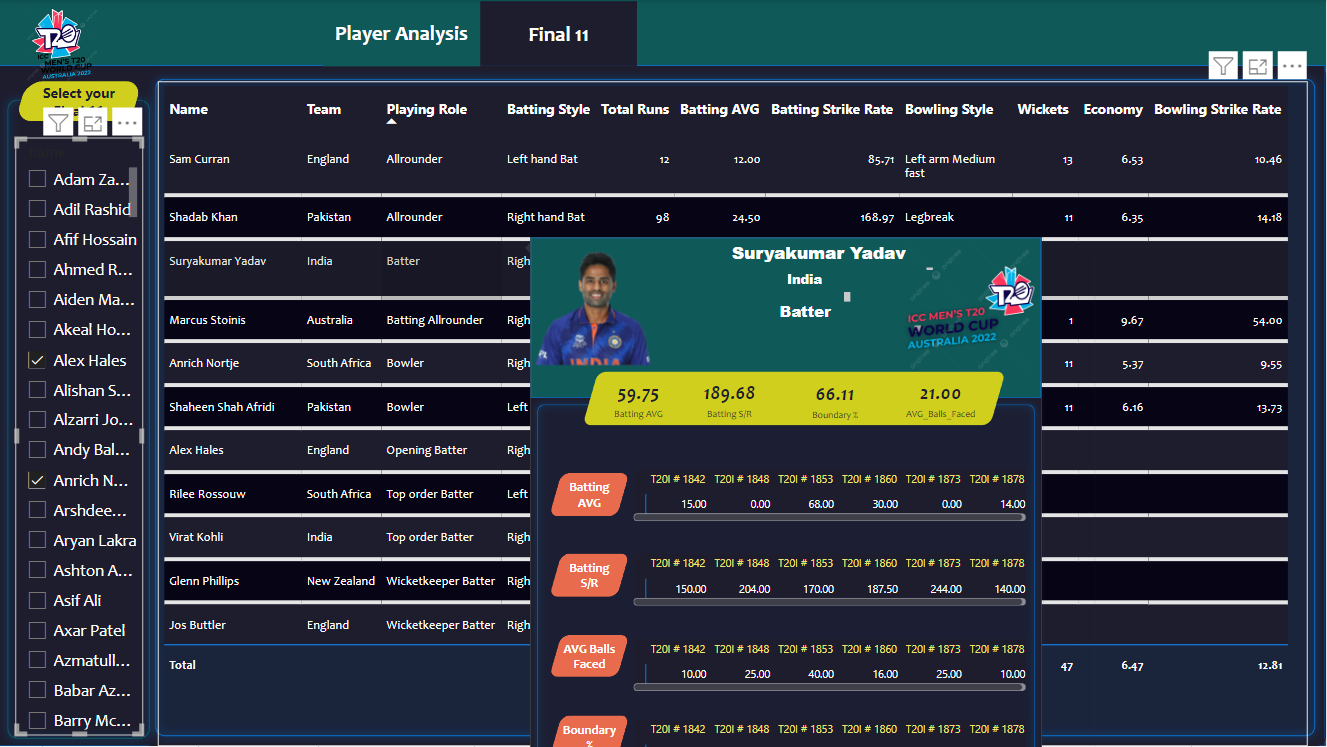 Player Analysis
Final 11
T20
ICC MEN'S T20
WORLD CUP
AUSTRALIA 2022
Select your
Name Team Playing Role Batting Style Total Runs Batting AVG Batting Strike Rate Bowling Style Wickets Economy Bowling Strike Rate
Sam Curran England Allrounder Left hand Bat 12 12.00 85.71 Left arm Medium fast 13 6.53 10.46
Shadab Khan Pakistan Allrounder Right hand Bat 98 24.50 168.97 Legbreak 11 6.35 14.18
Suryakumar Yadav India Batter Righ
Marcus Stoinis Australia Batting Allrounder Righ 1 9.67 54.00
Anrich Nortje South Africa Bowler Righ 11 5.37 9.55
Shaheen Shah Afridi Pakistan Bowler Left 11 6.16 13.73
Alex Hales England Opening Batter Righ
Rilee Rossouw South Africa Top order Batter Left
Virat Kohli India Top order Batter Righ
Glenn Phillips New Zealand Wicketkeeper Batter Righ
Jos Buttler England Wicketkeeper Batter Righ
Total 47 6.47 12.81
Adam Za...
Adil Rashid
Afif Hossain
Ahmed R...
Aiden Ma...
Akeal Ho...
Alex Hales
Alishan S...
Alzarri Jo...
Andy Bal...
Anrich N...
Arshdee...
Aryan Lakra
Ashton A...
Asif Ali
Axar Patel
Azmatull...
Babar Az...
Barry Mc...
Suryakumar Yadav
India
Batter
INDIA
T20
ICC MEN'S T20
WORLD CUP
AUSTRALIA 2022
59.75 189.68 66.11 21.00
Batting AVG Batting S/R Boundary % AVG_Balls_Faced
Batting
AVG
T20I # 1842 T20I # 1848 T20I # 1853 T20I # 1860 T20I # 1873 T20I # 1878
15.00 0.00 68.00 30.00 0.00 14.00
Batting
S/R
T20I # 1842 T20I # 1848 T20I # 1853 T20I # 1860 T20I # 1873 T20I # 1878
150.00 204.00 170.00 187.50 244.00 140.00
AVG Balls
Faced
T20I # 1842 T20I # 1848 T20I # 1853 T20I # 1860 T20I # 1873 T20I # 1878
10.00 25.00 40.00 16.00 25.00 10.00
Boundary
%
T20I # 1842 T20I # 1848 T20I # 1853 T20I # 1860 T20I # 1873 T20I # 1878